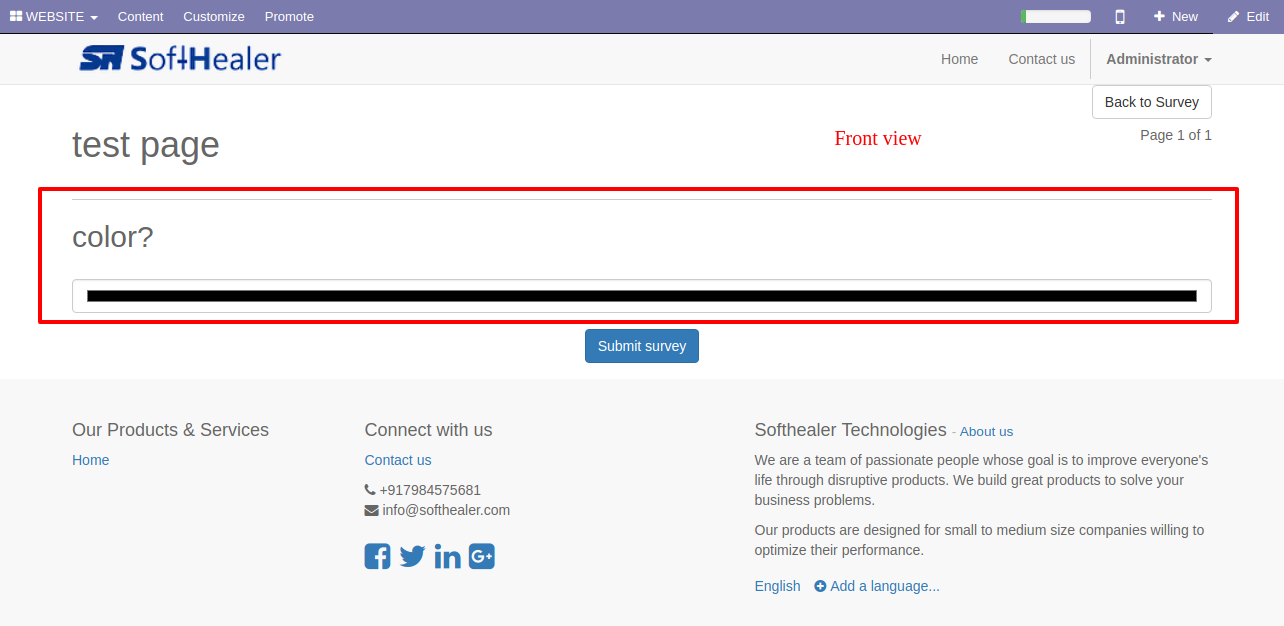 WEBSITE Content Customize Promote New Edit
SoftHealer Home Contact us Administrator
Back to Survey
test page
Front view
Page 1 of 1
color?
Submit survey
Our Products & Services
Home
Connect with us
Contact us
+917984575681
info@softhealer.com
Softhealer Technologies - About us
We are a team of passionate people whose goal is to improve everyone's
life through disruptive products. We build great products to solve your
business problems.
Our products are designed for small to medium size companies willing to
optimize their performance.
English Add a language...